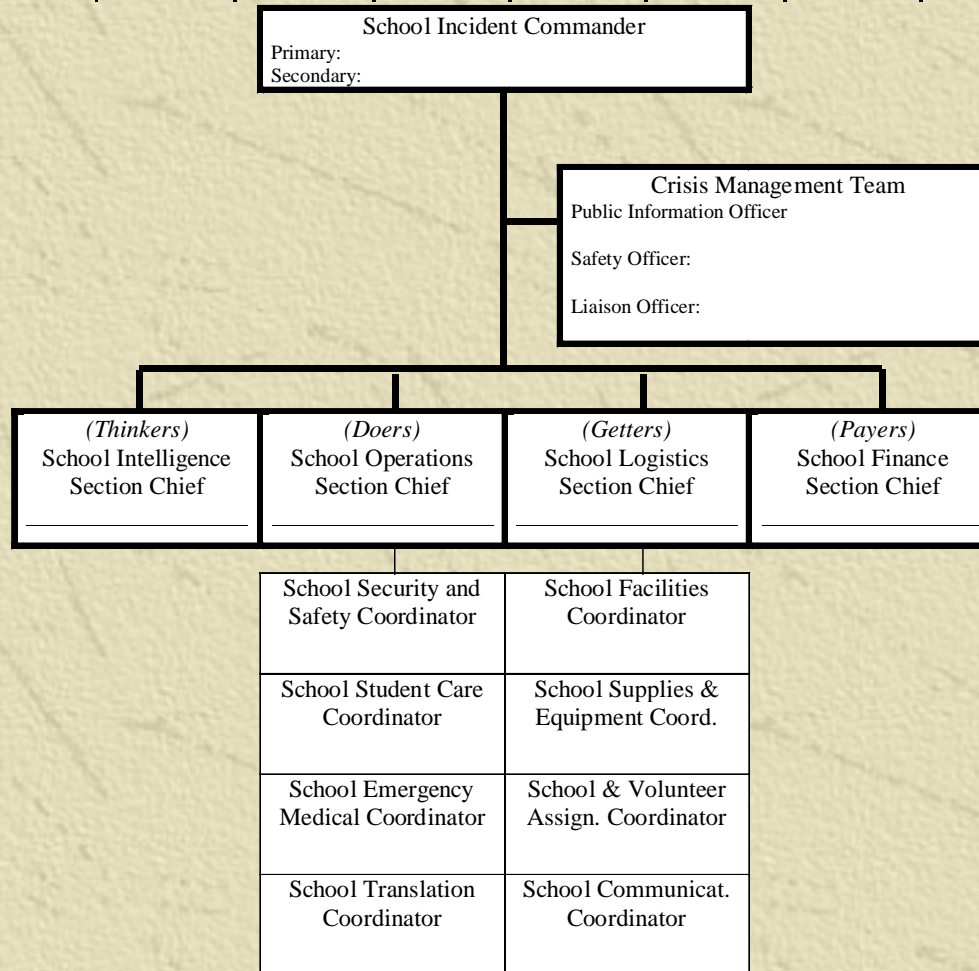 School Incident Commander
Primary:
Secondary:
Crisis Management Team
Public Information Officer
Safety Officer:
Liaison Officer:
(Thinkers)
School Intelligence
Section Chief
(Doers)
School Operations
Section Chief
(Getters)
School Logistics
Section Chief
(Payers)
School Finance
Section Chief
School Security and
Safety Coordinator
School Facilities
Coordinator
School Student Care
Coordinator
School Supplies &
Equipment Coord.
School Emergency
Medical Coordinator
School & Volunteer
Assign. Coordinator
School Translation
Coordinator
School Communicat.
Coordinator